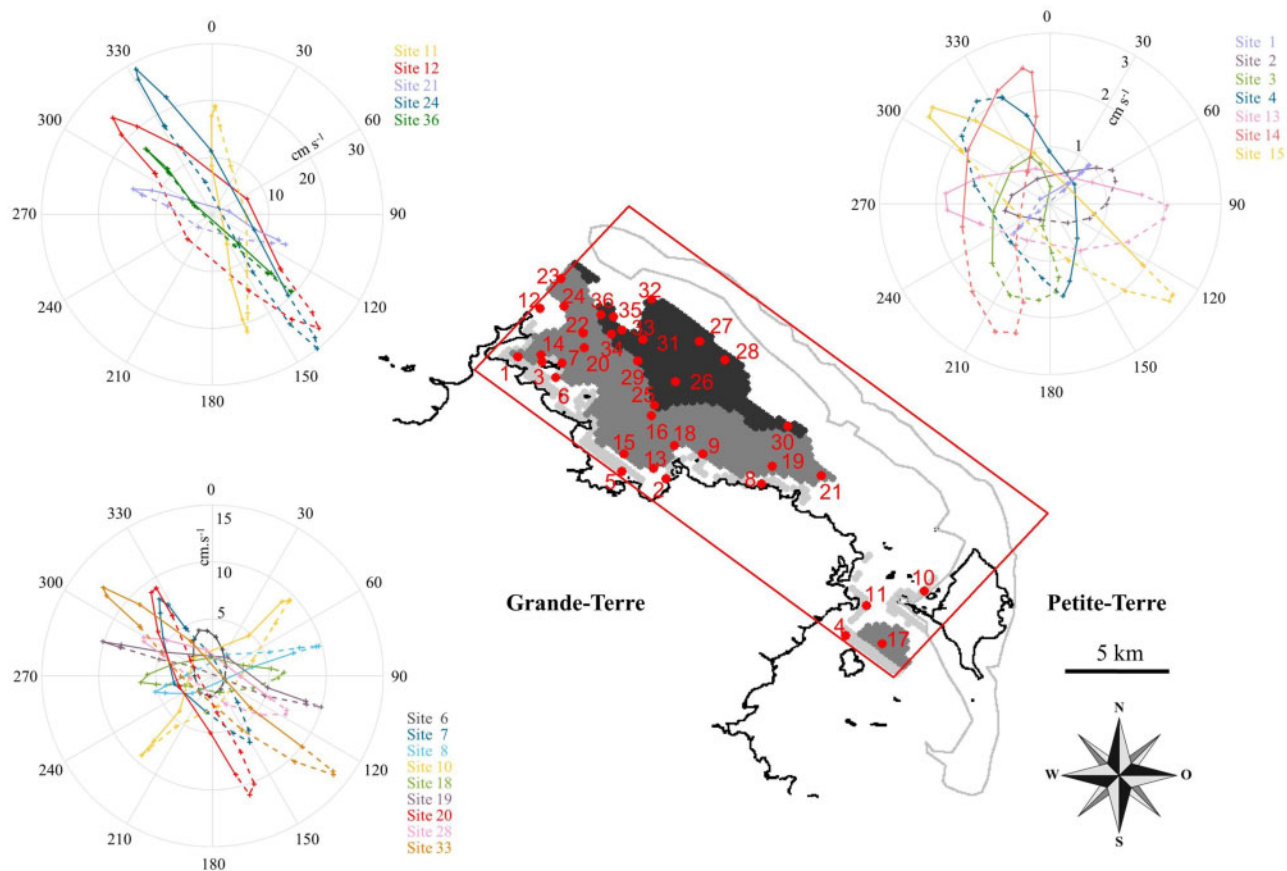 0
30
60
90
120
150
180
210
240
270
300
330
cm s⁻¹
10
20
30
Site 11
Site 12
Site 21
Site 24
Site 36
0
30
60
90
120
150
180
210
240
270
300
330
cm s⁻¹
1
2
3
Site 1
Site 2
Site 3
Site 4
Site 13
Site 14
Site 15
23
12
24
36
35
32
33
31
27
28
22
34
14
7
20
1
3
6
29
26
25
16
18
9
15
13
5
2
30
19
8
21
10
11
4
17
Grande-Terre
Petite-Terre
5 km
N
W
O
S
0
30
60
90
120
150
180
210
240
270
300
330
cm.s⁻¹
5
10
15
Site 6
Site 7
Site 8
Site 10
Site 18
Site 19
Site 20
Site 28
Site 33